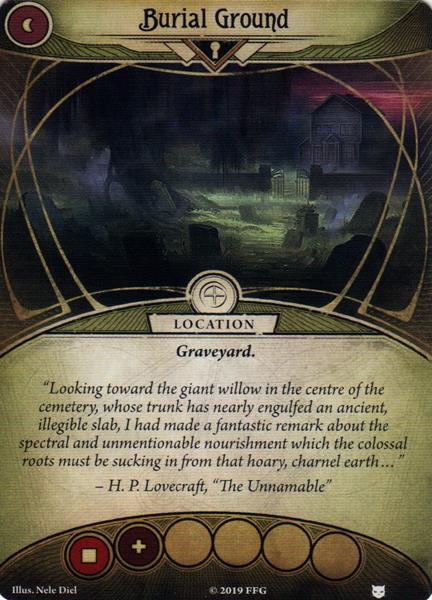 Burial Ground
LOCATION
Graveyard.
“Looking toward the giant willow in the centre of the
cemetery, whose trunk has nearly engulfed an ancient,
illegible slab, I had made a fantastic remark about the
spectral and unmentionable nourishment which the colossal
roots must be sucking in from that hoary, charnel earth…”
– H. P. Lovecraft, “The Unnamable”
Illus. Nele Diel
© 2019 FFG